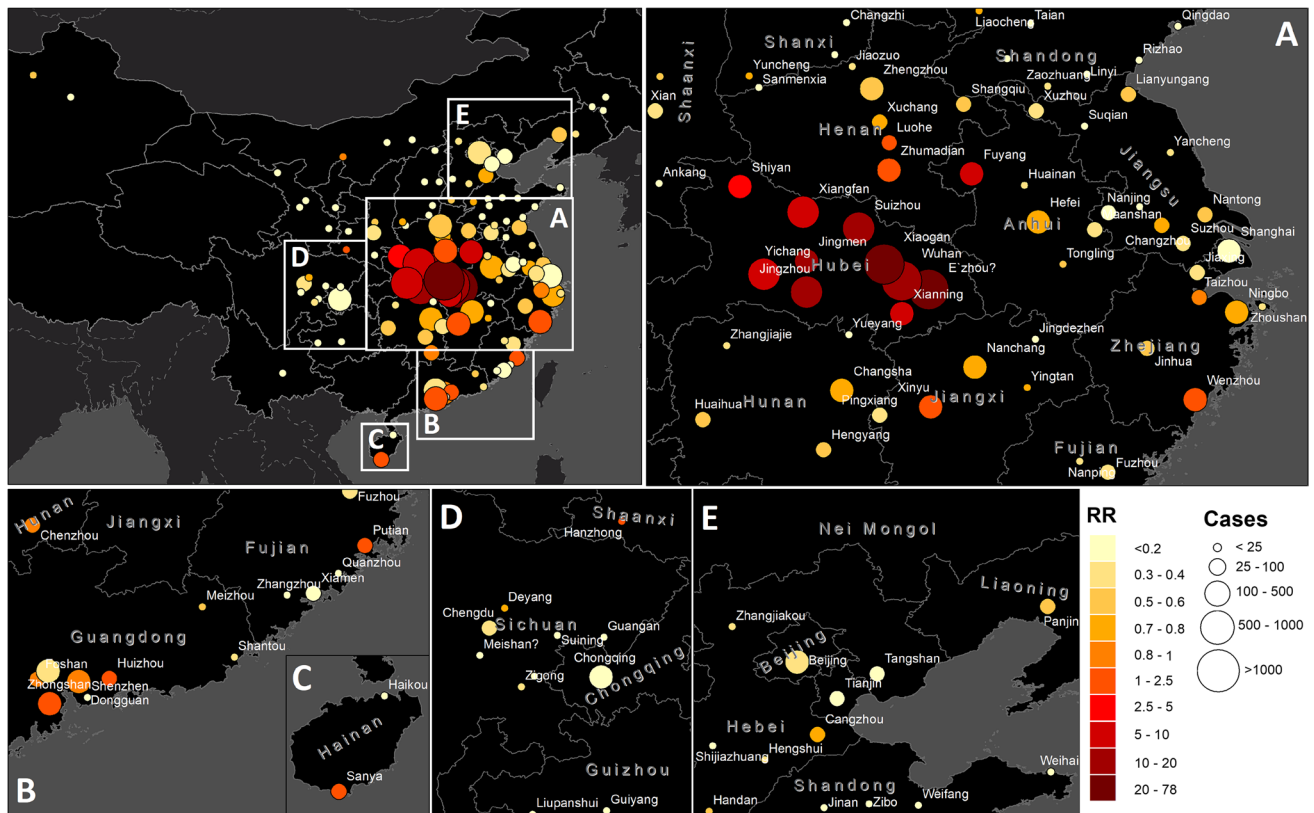 E
A
D
B
C
A
Changzhi
Liaocheng
Taian
Qingdao
Shanxi
Shandong
Rizhao
Jiaozuo
Yuncheng
Sanmenxia
Zhengzhou
Zaozhuang
Linyi
Lianyungang
Xian
Shaanxi
Shangqiu
Xuzhou
Xuchang
Suqian
Henan
Luohe
Zhumadian
Fuyang
Yancheng
Jiangsu
Shiyan
Ankang
Huainan
Xiangfan
Suizhou
Hefei
Nanjing
Nantong
Anhui
Suzhou
Shanghai
Jingmen
Xiaogan
Changzhou
Yichang
Wuhan
Tongling
Jingzhou
Hubei
E`zhou?
Taizhou
Xianning
Ningbo
Zhoushan
Yueyang
Jingdezhen
Zhangjiajie
Zhejiang
Nanchang
Jinhua
Changsha
Yingtan
Xinyu
Wenzhou
Huaihua
Hunan
Pingxiang
Jiangxi
Hengyang
Fujian
Fuzhou
Nanping
Fuzhou
Hunan
Jiangxi
Chenzhou
Putian
Fujian
Quanzhou
Xiamen
Zhangzhou
Meizhou
Guangdong
Shantou
Foshan
Huizhou
Zhongshan
Shenzhen
Dongguan
B
C
Haikou
Hainan
Sanya
D
Shaanxi
Hanzhong
Deyang
Chengdu
Sichuan
Guangan
Meishan?
Suining
Chongqing
Zigong
Chongqing
Guizhou
Liupanshui
Guiyang
E
Nei Mongol
Liaoning
Zhangjiakou
Panjin
Beijing
Beijing
Tangshan
Tianjin
Hebei
Cangzhou
Shijiazhuang
Hengshui
Weihai
Shandong
Handan
Jinan
Zibo
Weifang
RR
<0.2
0.3 - 0.4
0.5 - 0.6
0.7 - 0.8
0.8 - 1
1 - 2.5
2.5 - 5
5 - 10
10 - 20
20 - 78
Cases
< 25
25 - 100
100 - 500
500 - 1000
>1000